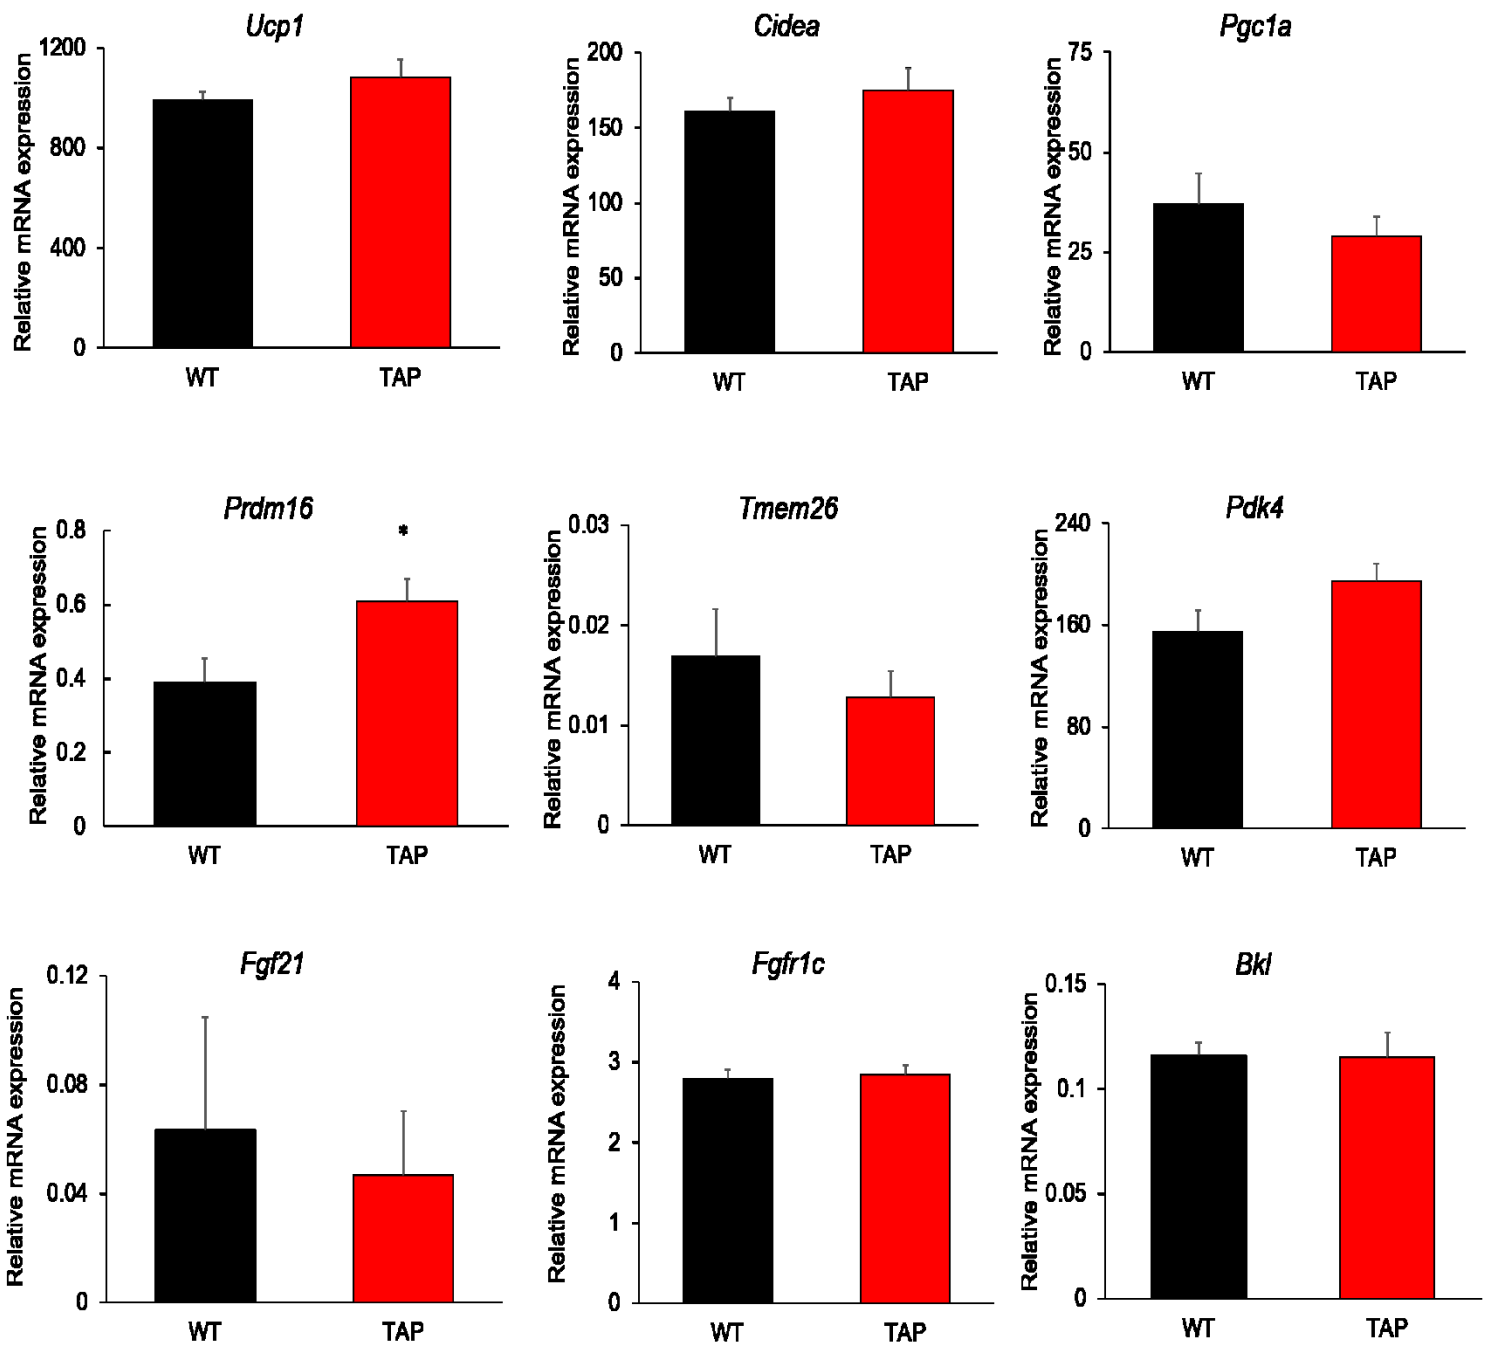 Ucp1
Relative mRNA expression
1200
800
400
0
WT TAP
Cidea
Relative mRNA expression
200
150
100
50
0
WT TAP
Pgc1a
Relative mRNA expression
75
50
25
0
WT TAP
Prdm16
Relative mRNA expression
0.8
0.6
0.4
0.2
0
*
WT TAP
Tmem26
Relative mRNA expression
0.03
0.02
0.01
0
WT TAP
Pdk4
Relative mRNA expression
240
160
80
0
WT TAP
Fgf21
Relative mRNA expression
0.12
0.08
0.04
0
WT TAP
Fgfr1c
Relative mRNA expression
4
3
2
1
0
WT TAP
Bkl
Relative mRNA expression
0.15
0.1
0.05
0
WT TAP